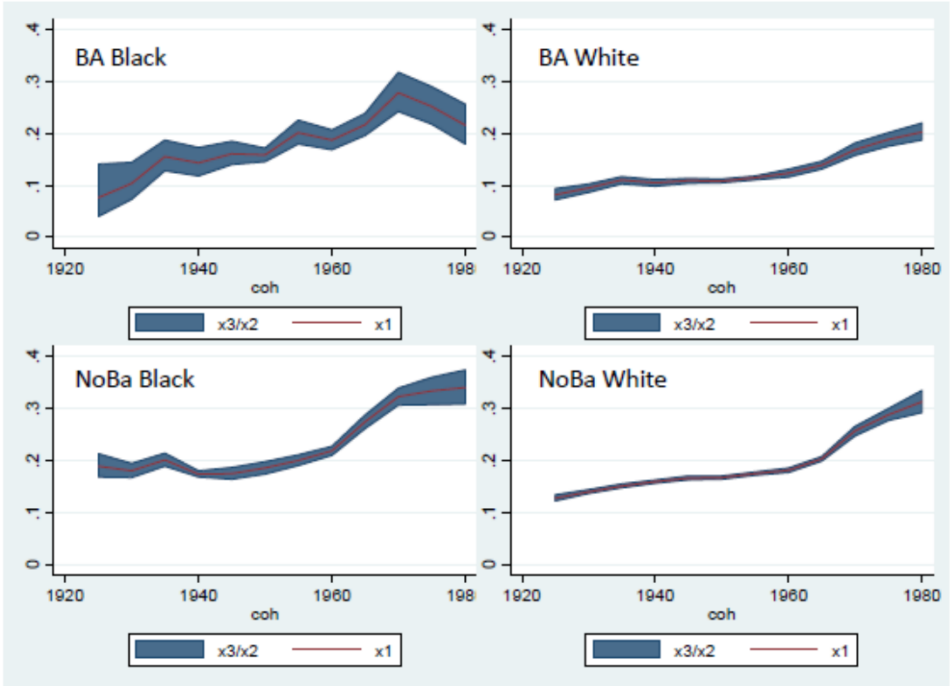 BA Black
.4
.3
.2
.1
0
1920 1940 1960 198
coh
x3/x2 x1
BA White
.4
.3
.2
.1
0
1920 1940 1960 1980
coh
x3/x2 x1
NoBa Black
.4
.3
.2
.1
0
1920 1940 1960 198
coh
x3/x2 x1
NoBa White
.4
.3
.2
.1
0
1920 1940 1960 1980
coh
x3/x2 x1